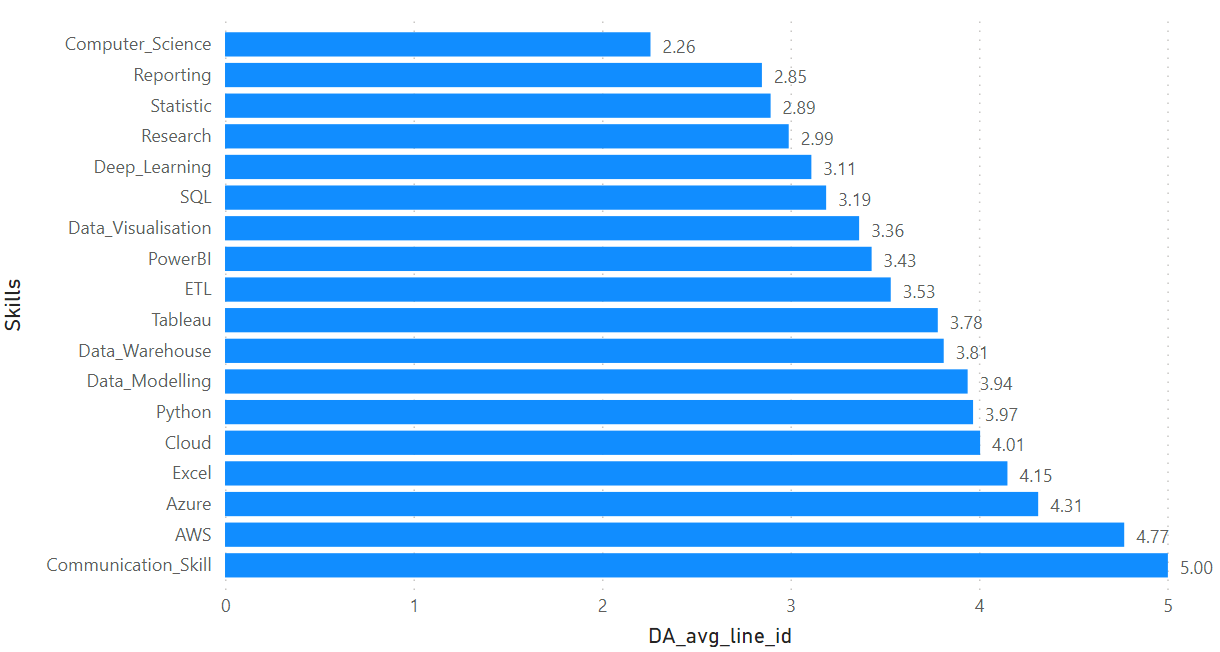 Skills
Computer_Science 2.26
Reporting 2.85
Statistic 2.89
Research 2.99
Deep_Learning 3.11
SQL 3.19
Data_Visualisation 3.36
PowerBI 3.43
ETL 3.53
Tableau 3.78
Data_Warehouse 3.81
Data_Modelling 3.94
Python 3.97
Cloud 4.01
Excel 4.15
Azure 4.31
AWS 4.77
Communication_Skill 5.00
0 1 2 3 4 5
DA_avg_line_id